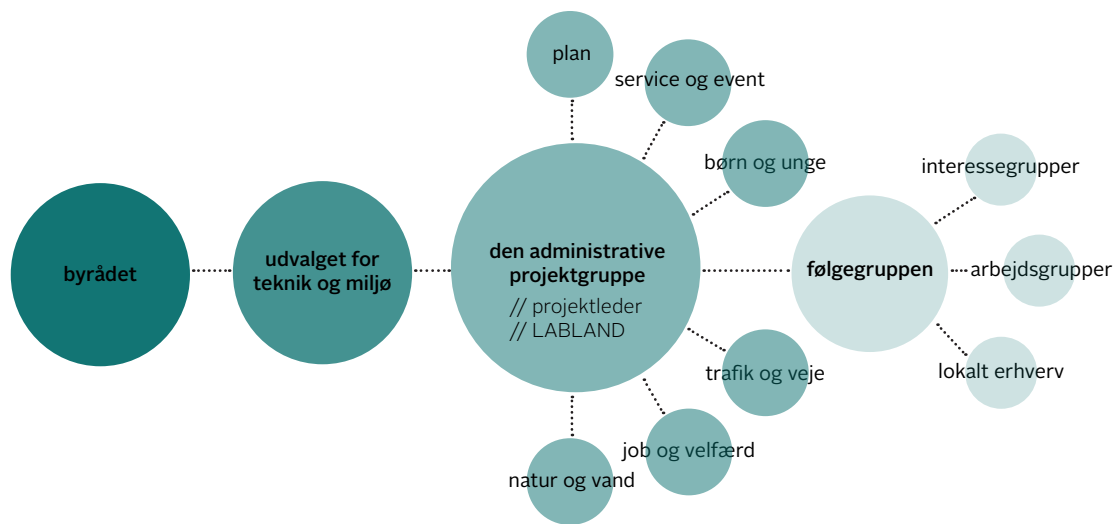 plan
service og event
børn og unge
interessegrupper
byrådet
udvalget for
teknik og miljø
den administrative
projektgruppe
// projektleder
// LABLAND
følgegruppen
arbejdsgrupper
trafik og veje
lokalt erhverv
job og velfærd
natur og vand